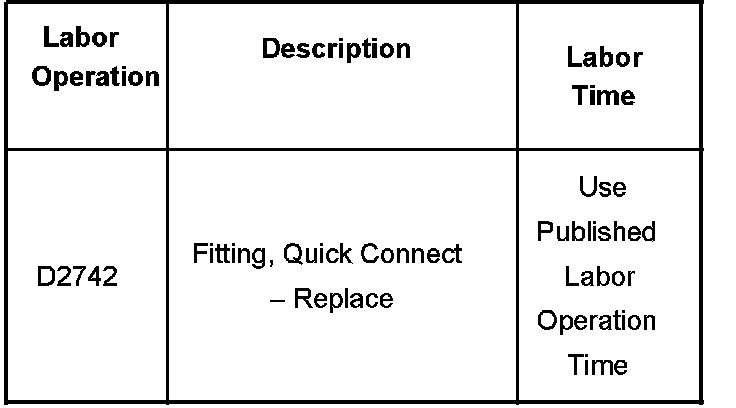 Labor
Operation
Description
Labor
Time
D2742
Fitting, Quick Connect
– Replace
Use
Published
Labor
Operation
Time